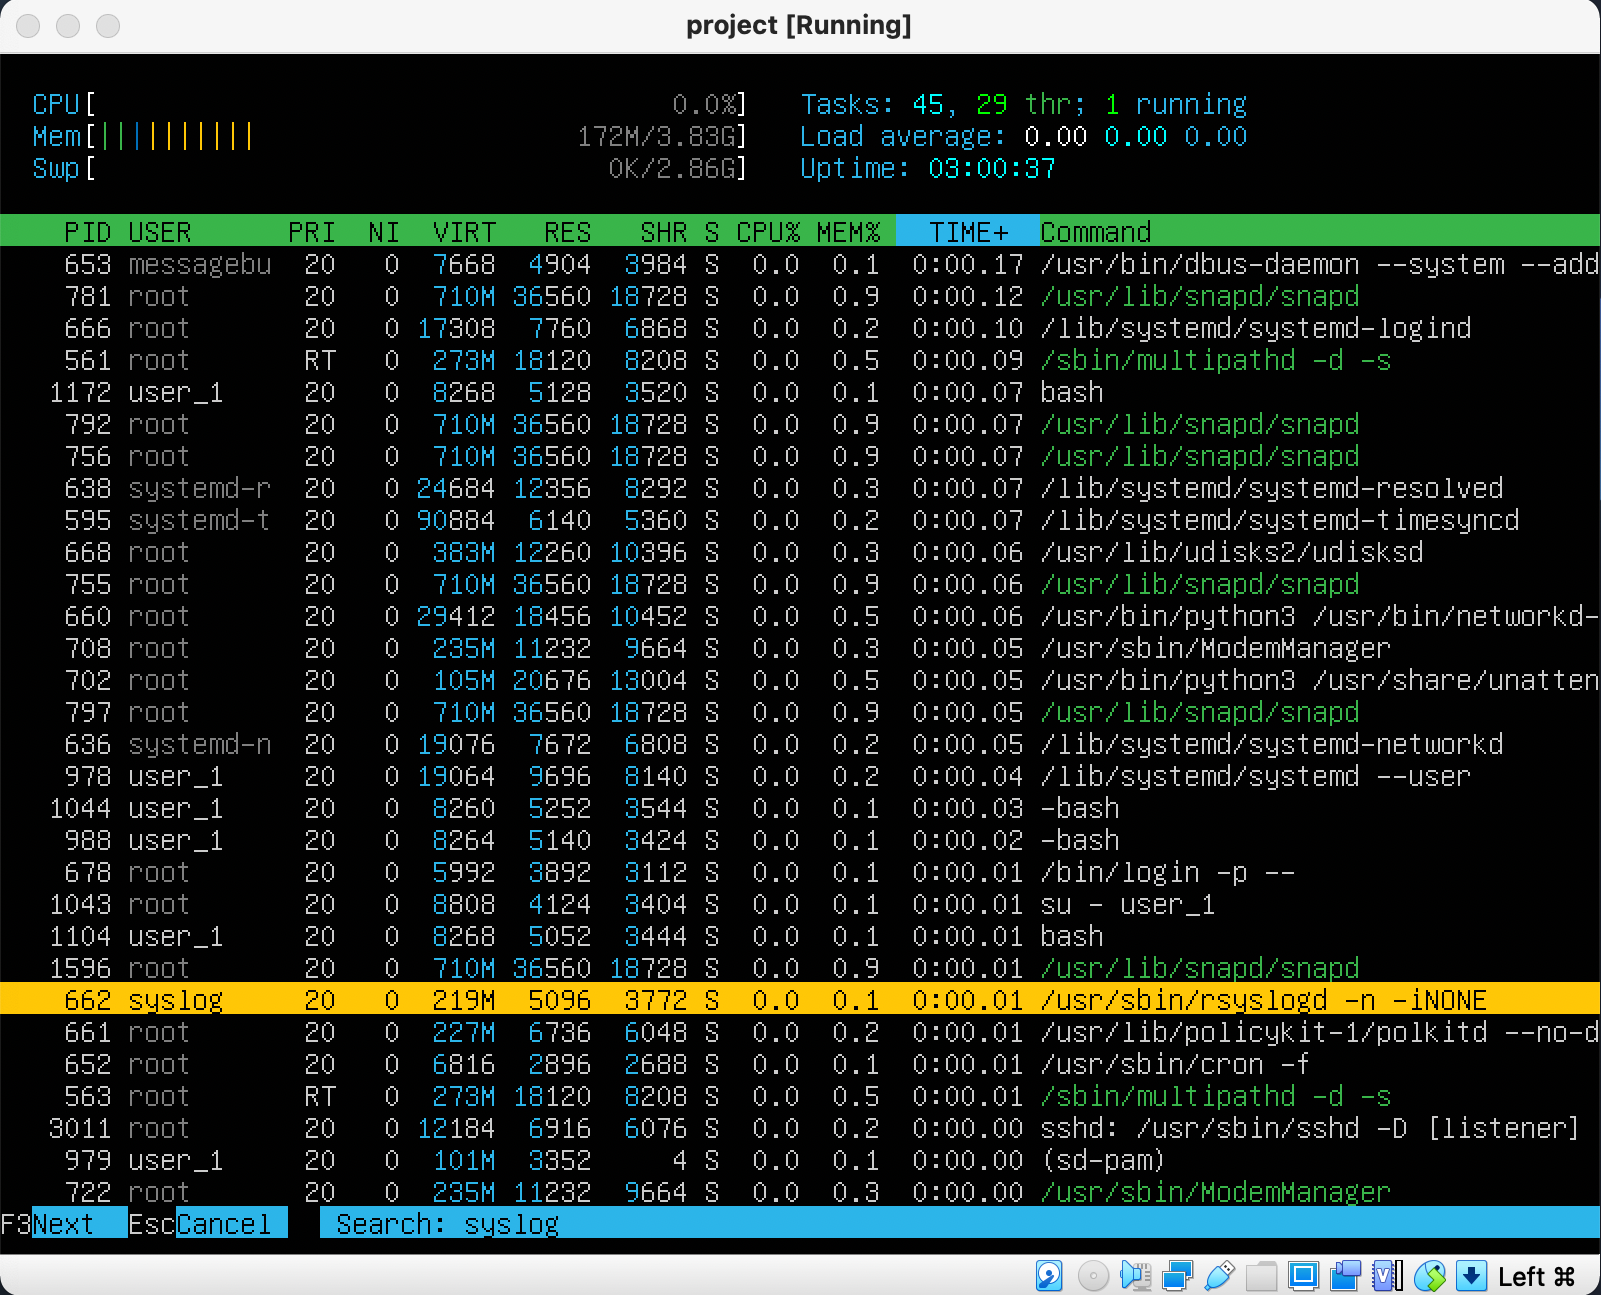 project [Running]
CPU[ 0.0%] Tasks: 45, 29 thr; 1 running
Mem[|||||||||| 172M/3.83G] Load average: 0.00 0.00 0.00
Swp[ 0K/2.86G] Uptime: 03:00:37
PID USER PRI NI VIRT RES SHR S CPU% MEM% TIME+ Command
653 messagebu 20 0 7668 4904 3984 S 0.0 0.1 0:00.17 /usr/bin/dbus-daemon --system --add
781 root 20 0 710M 36560 18728 S 0.0 0.9 0:00.12 /usr/lib/snapd/snapd
666 root 20 0 17308 7760 6868 S 0.0 0.2 0:00.10 /lib/systemd/systemd-logind
561 root RT 0 273M 18120 8208 S 0.0 0.5 0:00.09 /sbin/multipathd -d -s
1172 user_1 20 0 8268 5128 3520 S 0.0 0.1 0:00.07 bash
792 root 20 0 710M 36560 18728 S 0.0 0.9 0:00.07 /usr/lib/snapd/snapd
756 root 20 0 710M 36560 18728 S 0.0 0.9 0:00.07 /usr/lib/snapd/snapd
638 systemd-r 20 0 24684 12356 8292 S 0.0 0.3 0:00.07 /lib/systemd/systemd-resolved
595 systemd-t 20 0 90884 6140 5360 S 0.0 0.2 0:00.07 /lib/systemd/systemd-timesyncd
668 root 20 0 383M 12260 10396 S 0.0 0.3 0:00.06 /usr/lib/udisks2/udisksd
755 root 20 0 710M 36560 18728 S 0.0 0.9 0:00.06 /usr/lib/snapd/snapd
660 root 20 0 29412 18456 10452 S 0.0 0.5 0:00.06 /usr/bin/python3 /usr/bin/networkd-
708 root 20 0 235M 11232 9664 S 0.0 0.3 0:00.05 /usr/sbin/ModemManager
702 root 20 0 105M 20676 13004 S 0.0 0.5 0:00.05 /usr/bin/python3 /usr/share/unatten
797 root 20 0 710M 36560 18728 S 0.0 0.9 0:00.05 /usr/lib/snapd/snapd
636 systemd-n 20 0 19076 7672 6808 S 0.0 0.2 0:00.05 /lib/systemd/systemd-networkd
978 user_1 20 0 19064 9696 8140 S 0.0 0.2 0:00.04 /lib/systemd/systemd --user
1044 user_1 20 0 8260 5252 3544 S 0.0 0.1 0:00.03 -bash
988 user_1 20 0 8264 5140 3424 S 0.0 0.1 0:00.02 -bash
678 root 20 0 5992 3892 3112 S 0.0 0.1 0:00.01 /bin/login -p --
1043 root 20 0 8808 4124 3404 S 0.0 0.1 0:00.01 su - user_1
1104 user_1 20 0 8268 5052 3444 S 0.0 0.1 0:00.01 bash
1596 root 20 0 710M 36560 18728 S 0.0 0.9 0:00.01 /usr/lib/snapd/snapd
662 syslog 20 0 219M 5096 3772 S 0.0 0.1 0:00.01 /usr/sbin/rsyslogd -n -iNONE
661 root 20 0 227M 6736 6048 S 0.0 0.2 0:00.01 /usr/lib/policykit-1/polkitd --no-d
652 root 20 0 6816 2896 2688 S 0.0 0.1 0:00.01 /usr/sbin/cron -f
563 root RT 0 273M 18120 8208 S 0.0 0.5 0:00.01 /sbin/multipathd -d -s
3011 root 20 0 12184 6916 6076 S 0.0 0.2 0:00.00 sshd: /usr/sbin/sshd -D [listener]
979 user_1 20 0 101M 3352 4 S 0.0 0.1 0:00.00 (sd-pam)
722 root 20 0 235M 11232 9664 S 0.0 0.3 0:00.00 /usr/sbin/ModemManager
F3Next EscCancel Search: syslog
Left ⌘